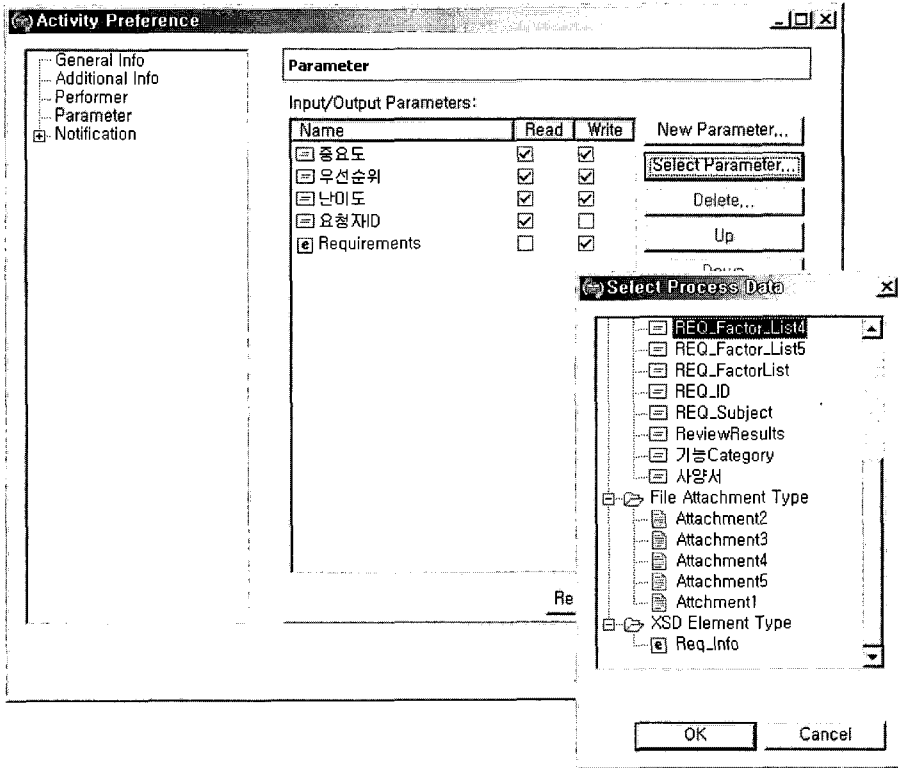 Activity Preference
General Info
Additional Info
Performer
Parameter
Notification
Parameter
Input/Output Parameters:
Name Read Write
중요도
우선순위
난이도
요청자ID
Requirements
New Parameter...
Select Parameter...
Delete...
Up
Down
Re
Select Process Data
REQ_Factor_List4
REQ_Factor_List5
REQ_FactorList
REQ_ID
REQ_Subject
ReviewResults
기능Category
사양서
File Attachment Type
Attachment2
Attachment3
Attachment4
Attachment5
Attchment1
XSD Element Type
Req_Info
OK Cancel